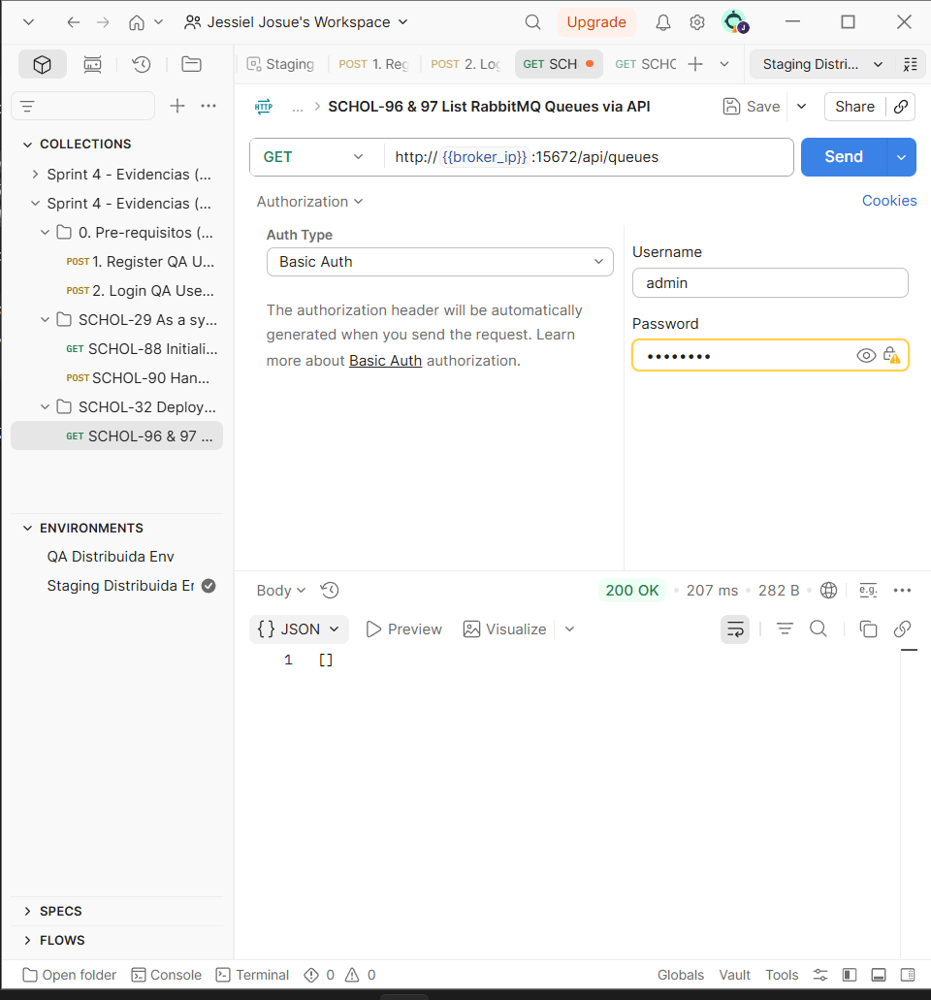 Jessiel Josue's Workspace
Upgrade
J
Staging
POST 1. Reg
POST 2. Log
GET SCH
GET SCHC
Staging Distri...
HTTP
... > SCHOL-96 & 97 List RabbitMQ Queues via API
Save
Share
COLLECTIONS
Sprint 4 - Evidencias (...
Sprint 4 - Evidencias (...
0. Pre-requisitos (...
POST 1. Register QA U...
POST 2. Login QA Use...
SCHOL-29 As a sy...
GET SCHOL-88 Initiali...
POST SCHOL-90 Han...
SCHOL-32 Deploy...
GET SCHOL-96 & 97 ...
ENVIRONMENTS
QA Distribuida Env
Staging Distribuida Er
SPECS
FLOWS
GET
http:// {{broker_ip}} :15672/api/queues
Send
Authorization
Cookies
Auth Type
Basic Auth
The authorization header will be automatically
generated when you send the request. Learn
more about Basic Auth authorization.
Username
admin
Password
••••••••
Body
200 OK • 207 ms • 282 B •
e.g.
{ } JSON
Preview
Visualize
1 []
Open folder
Console
Terminal
0
0
Globals
Vault
Tools